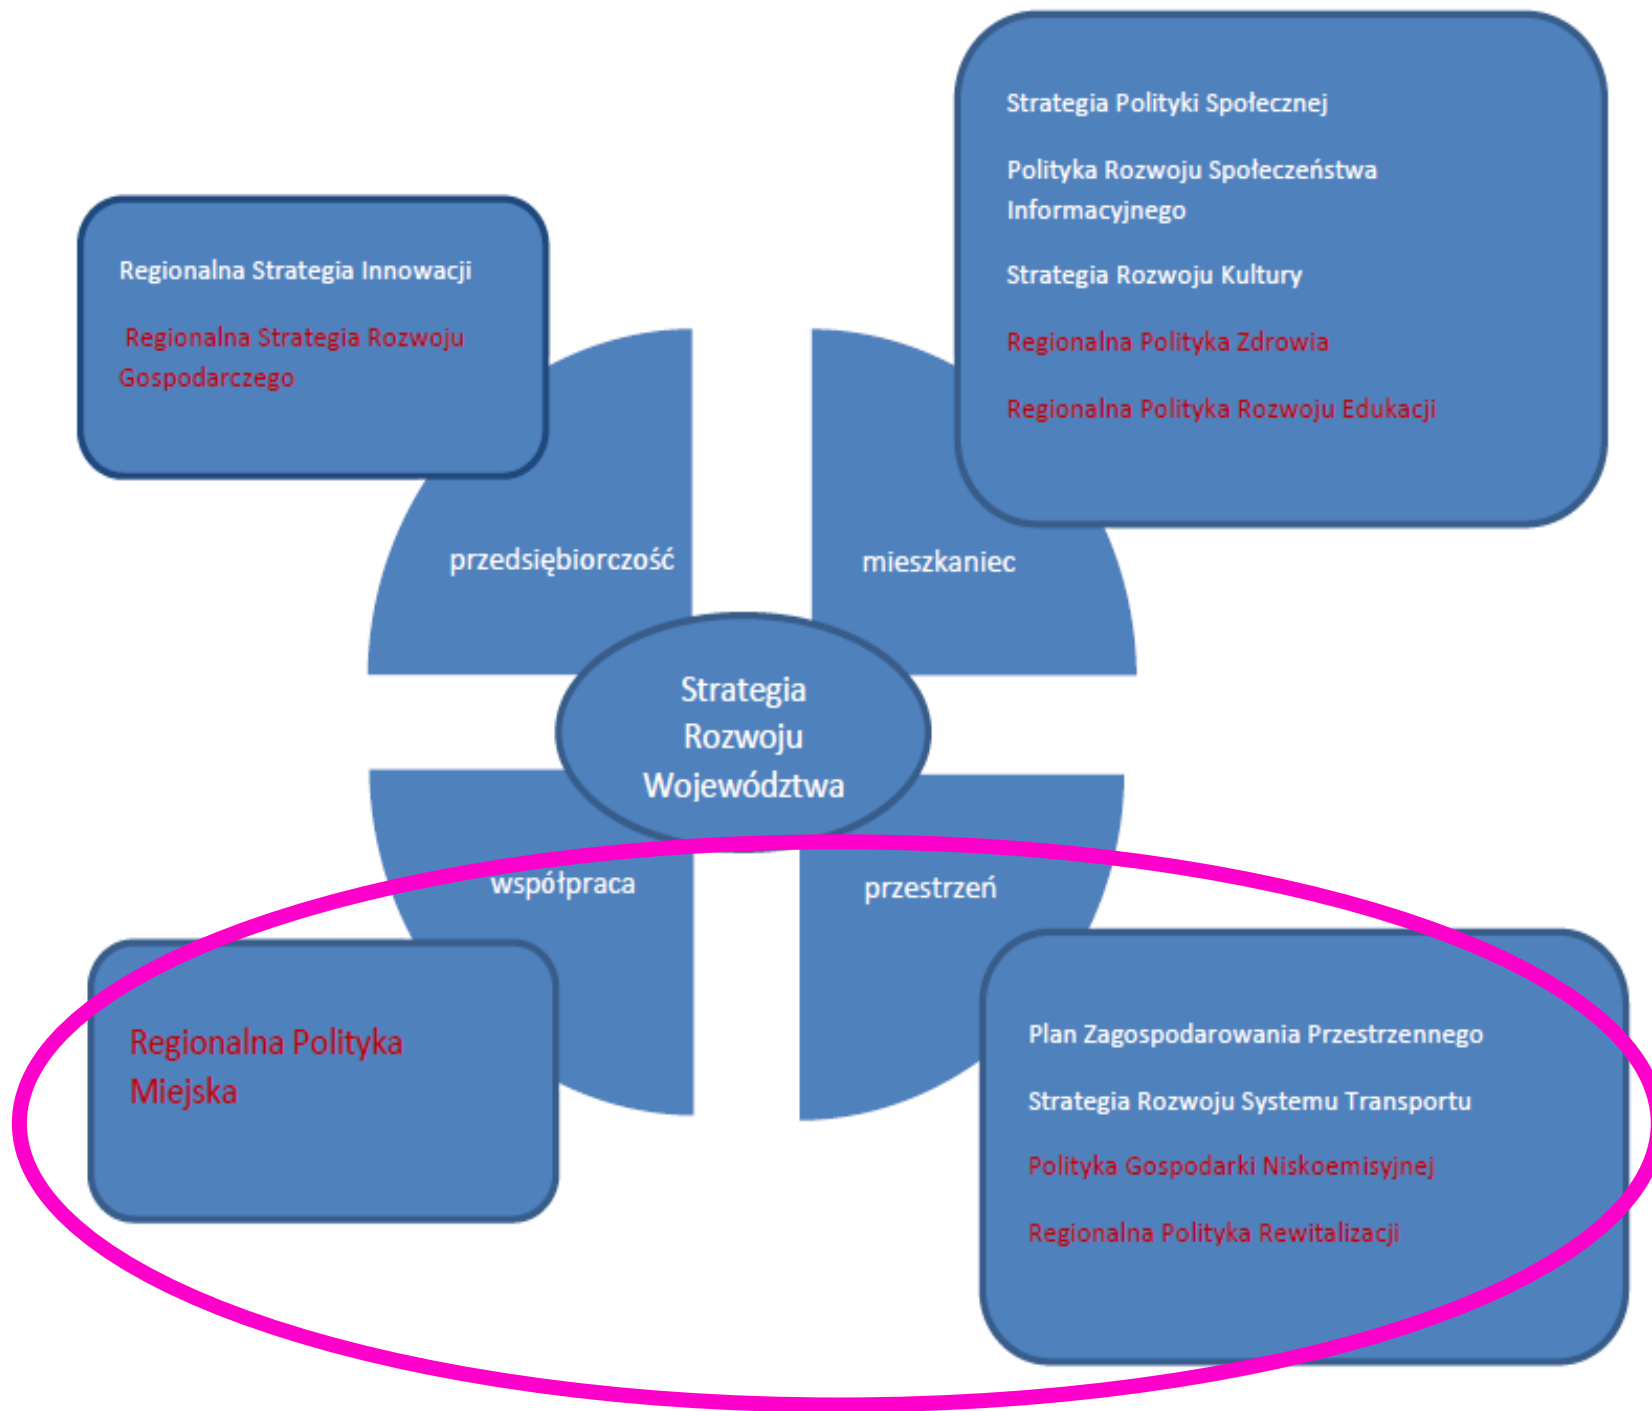 Strategia Polityki Społecznej
Polityka Rozwoju Społeczeństwa
Informacyjnego
Strategia Rozwoju Kultury
Regionalna Polityka Zdrowia
Regionalna Polityka Rozwoju Edukacji
Regionalna Strategia Innowacji
Regionalna Strategia Rozwoju
Gospodarczego
przedsiębiorczość
mieszkaniec
Strategia
Rozwoju
Województwa
współpraca
przestrzeń
Regionalna Polityka
Miejska
Plan Zagospodarowania Przestrzennego
Strategia Rozwoju Systemu Transportu
Polityka Gospodarki Niskoemisyjnej
Regionalna Polityka Rewitalizacji